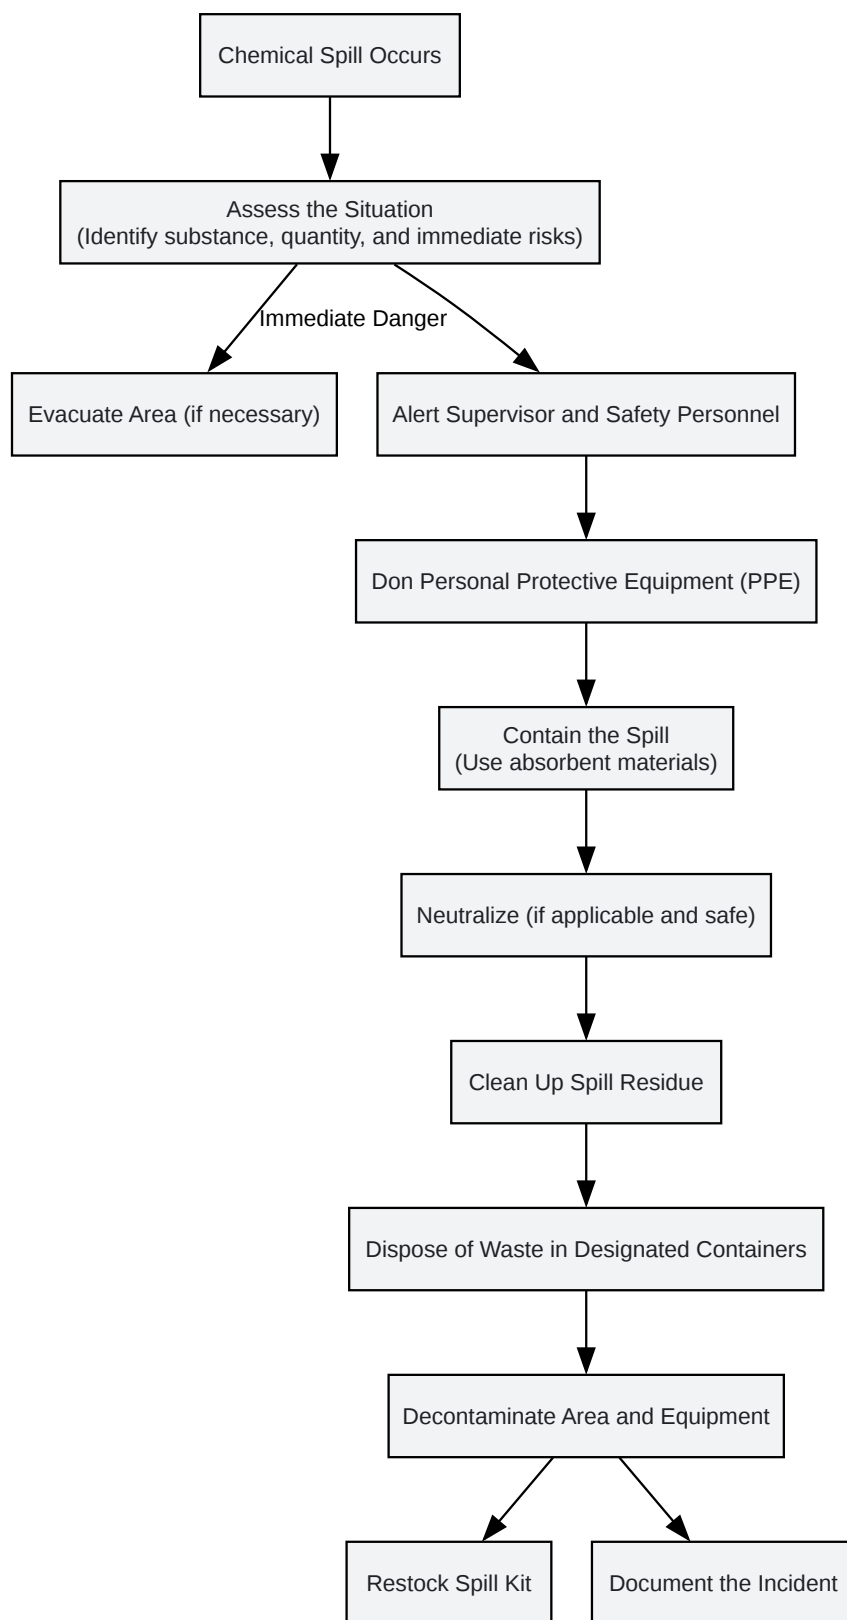 Chemical Spill Occurs
Assess the Situation
(Identify substance, quantity, and immediate risks)
Immediate Danger
Evacuate Area (if necessary)
Alert Supervisor and Safety Personnel
Don Personal Protective Equipment (PPE)
Contain the Spill
(Use absorbent materials)
Neutralize (if applicable and safe)
Clean Up Spill Residue
Dispose of Waste in Designated Containers
Decontaminate Area and Equipment
Restock Spill Kit
Document the Incident